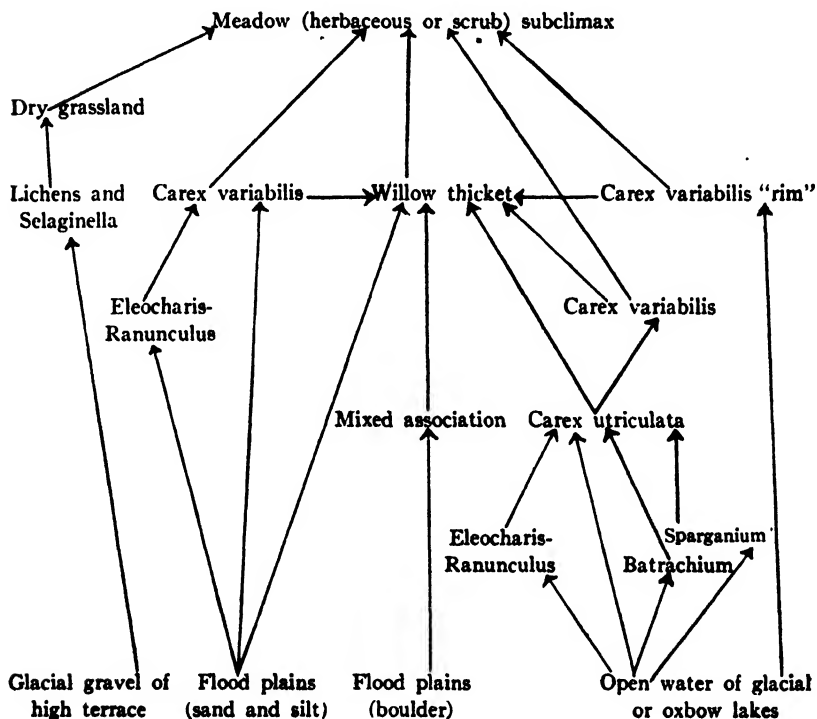 Meadow (herbaceous or scrub) subclimax
Dry grassland
Lichens and
Selaginella
Carex variabilis
Willow thicket
Carex variabilis "rim"
Eleocharis-
Ranunculus
Carex variabilis
Mixed association
Carex utriculata
Eleocharis-
Ranunculus
Sparganium
Batrachium
Glacial gravel of
high terrace
Flood plains
(sand and silt)
Flood plains
(boulder)
Open water of glacial
or oxbow lakes